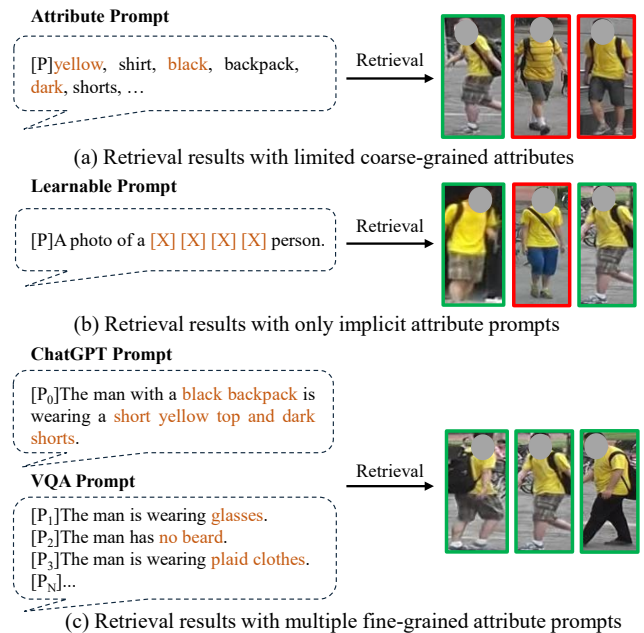 Attribute Prompt
[P]yellow, shirt, black, backpack,
dark, shorts, …
Retrieval
(a) Retrieval results with limited coarse-grained attributes
Learnable Prompt
[P]A photo of a [X] [X] [X] [X] person.
Retrieval
(b) Retrieval results with only implicit attribute prompts
ChatGPT Prompt
[P0]The man with a black backpack is
wearing a short yellow top and dark
shorts.
Retrieval
VQA Prompt
[P1]The man is wearing glasses.
[P2]The man has no beard.
[P3]The man is wearing plaid clothes.
[PN]...
(c) Retrieval results with multiple fine-grained attribute prompts